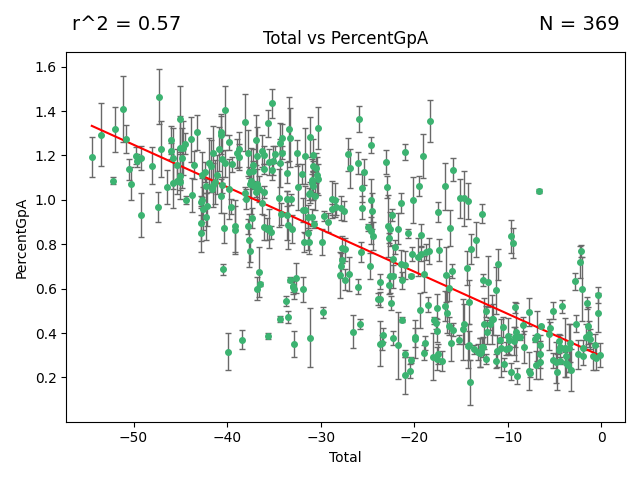 r^2 = 0.57
N = 369
Total vs PercentGpA
PercentGpA
1.6
1.4
1.2
1.0
0.8
0.6
0.4
0.2
−50
−40
−30
−20
−10
0
Total